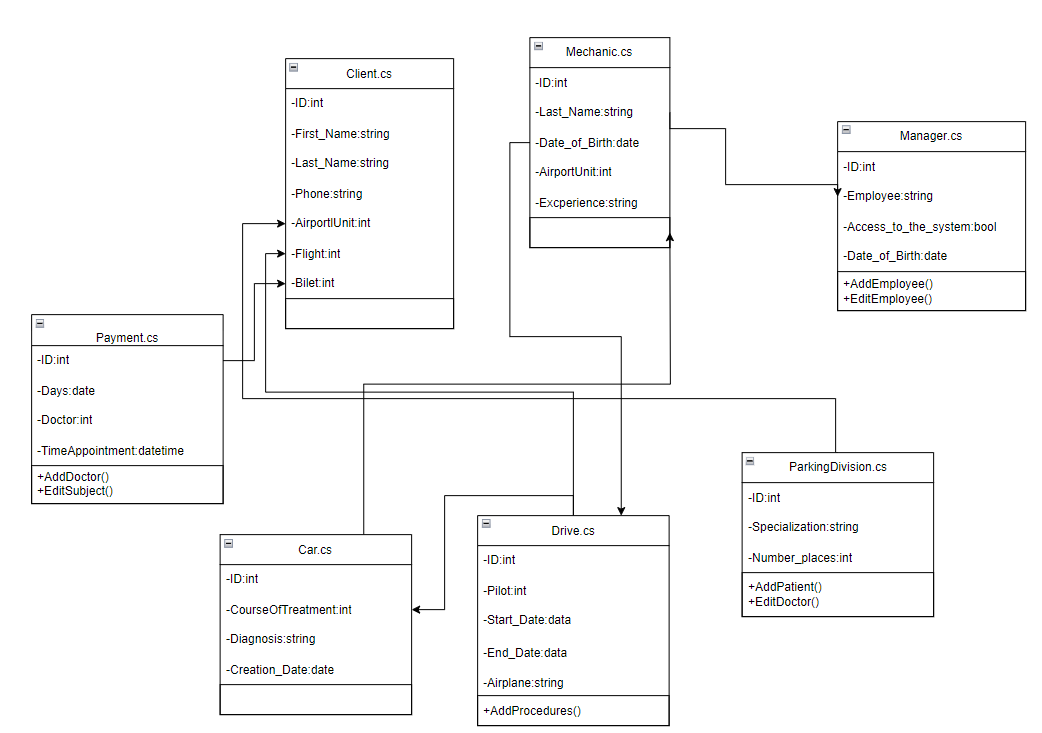 Client.cs
-ID:int
-First_Name:string
-Last_Name:string
-Phone:string
-AirportlUnit:int
-Flight:int
-Bilet:int
Mechanic.cs
-ID:int
-Last_Name:string
-Date_of_Birth:date
-AirportUnit:int
-Excperience:string
Manager.cs
-ID:int
-Employee:string
-Access_to_the_system:bool
-Date_of_Birth:date
+AddEmployee()
+EditEmployee()
Payment.cs
-ID:int
-Days:date
-Doctor:int
-TimeAppointment:datetime
+AddDoctor()
+EditSubject()
Car.cs
-ID:int
-CourseOfTreatment:int
-Diagnosis:string
-Creation_Date:date
Drive.cs
-ID:int
-Pilot:int
-Start_Date:data
-End_Date:data
-Airplane:string
+AddProcedures()
ParkingDivision.cs
-ID:int
-Specialization:string
-Number_places:int
+AddPatient()
+EditDoctor()